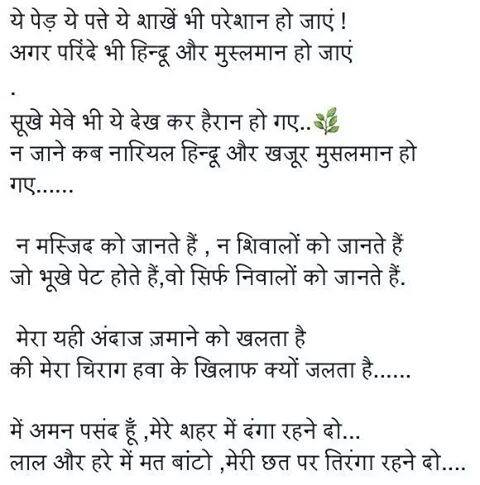 ये पेड़ ये पत्ते ये शाखें भी परेशान हो जाएं !
अगर परिंदे भी हिन्दू और मुस्लमान हो जाएं
.
सूखे मेवे भी ये देख कर हैरान हो गए..🌿
न जाने कब नारियल हिन्दू और खजूर मुसलमान हो
गए......
न मस्जिद को जानते हैं , न शिवालों को जानते हैं
जो भूखे पेट होते हैं,वो सिर्फ निवालों को जानते हैं.
मेरा यही अंदाज ज़माने को खलता है
की मेरा चिराग हवा के खिलाफ क्यों जलता है......
में अमन पसंद हूँ ,मेरे शहर में दंगा रहने दो...
लाल और हरे में मत बांटो ,मेरी छत पर तिरंगा रहने दो....